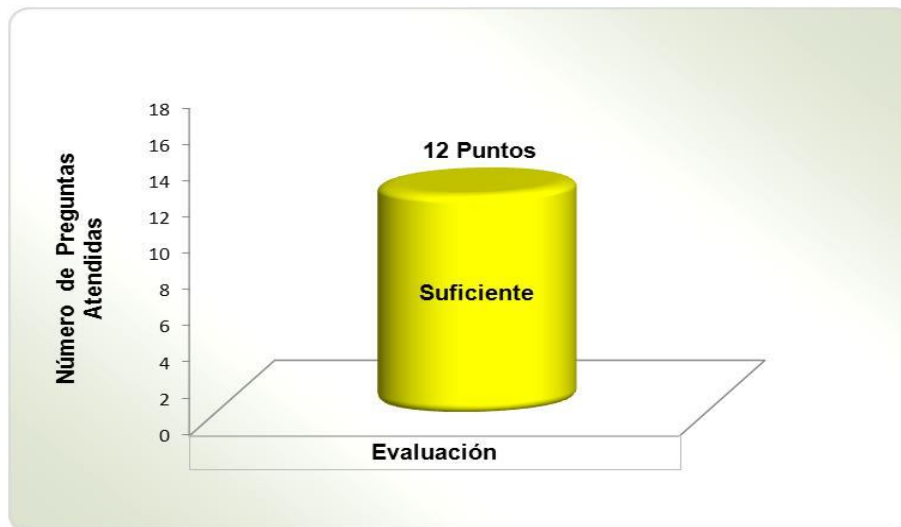 18
16
14
12
10
8
6
4
2
0
Número de Preguntas
Atendidas
12 Puntos
Suficiente
Evaluación